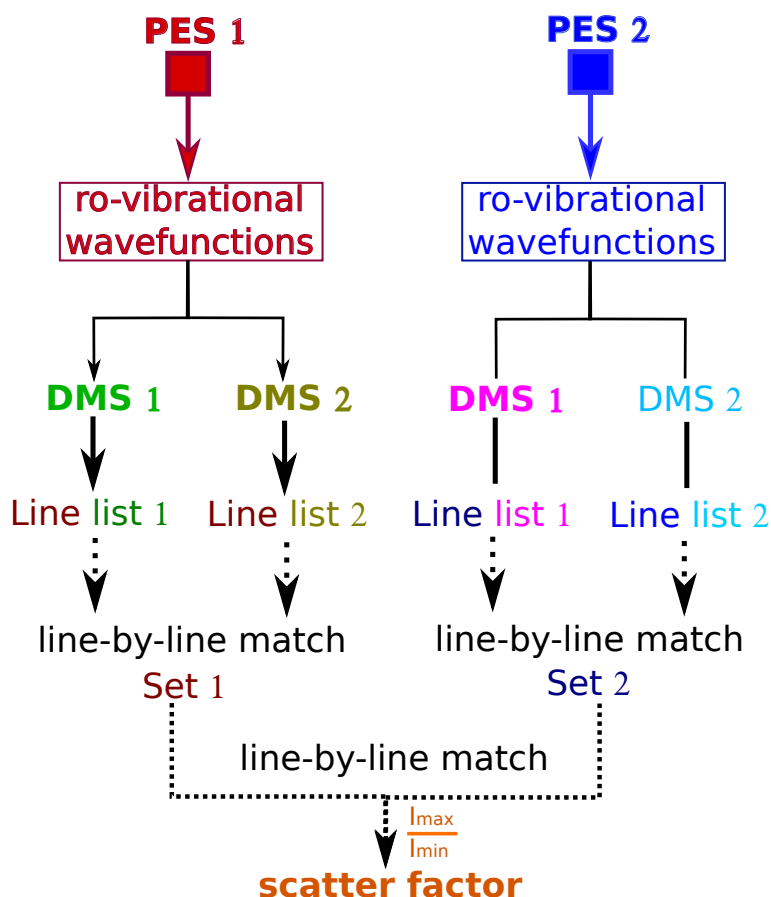 PES 1
PES 2
ro-vibrational
wavefunctions
ro-vibrational
wavefunctions
DMS 1
DMS 2
DMS 1
DMS 2
Line list 1
Line list 2
Line list 1
Line list 2
line-by-line match
Set 1
line-by-line match
Set 2
line-by-line match
Imax
Imin
scatter factor